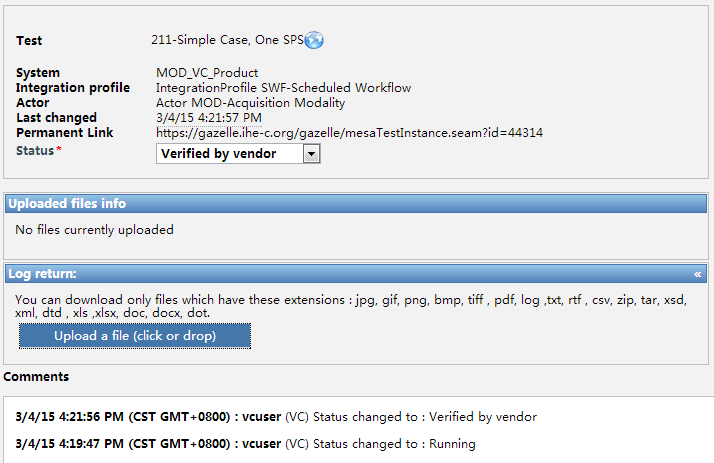 Test 211-Simple Case, One SPS
System MOD_VC_Product
Integration profile IntegrationProfile SWF-Scheduled Workflow
Actor Actor MOD-Acquisition Modality
Last changed 3/4/15 4:21:57 PM
Permanent Link https://gazelle.ihe-c.org/gazelle/mesaTestInstance.seam?id=44314
Status* Verified by vendor
Uploaded files info
No files currently uploaded
Log return: «
You can download only files which have these extensions : jpg, gif, png, bmp, tiff , pdf, log ,txt, rtf , csv, zip, tar, xsd,
xml, dtd , xls ,xlsx, doc, docx, dot.
Upload a file (click or drop)
Comments
3/4/15 4:21:56 PM (CST GMT+0800) : vcuser (VC) Status changed to : Verified by vendor
3/4/15 4:19:47 PM (CST GMT+0800) : vcuser (VC) Status changed to : Running